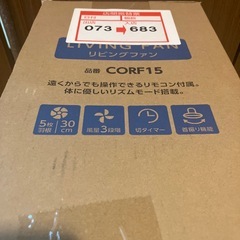 073→683
LIVING FAN
リビングファン
品番 CORF15
遠くからでも操作できるリモコン付属。
体に優しいリズムモード搭載。
5枚羽根
30cm
風量3段階
切タイマー
首振り機能